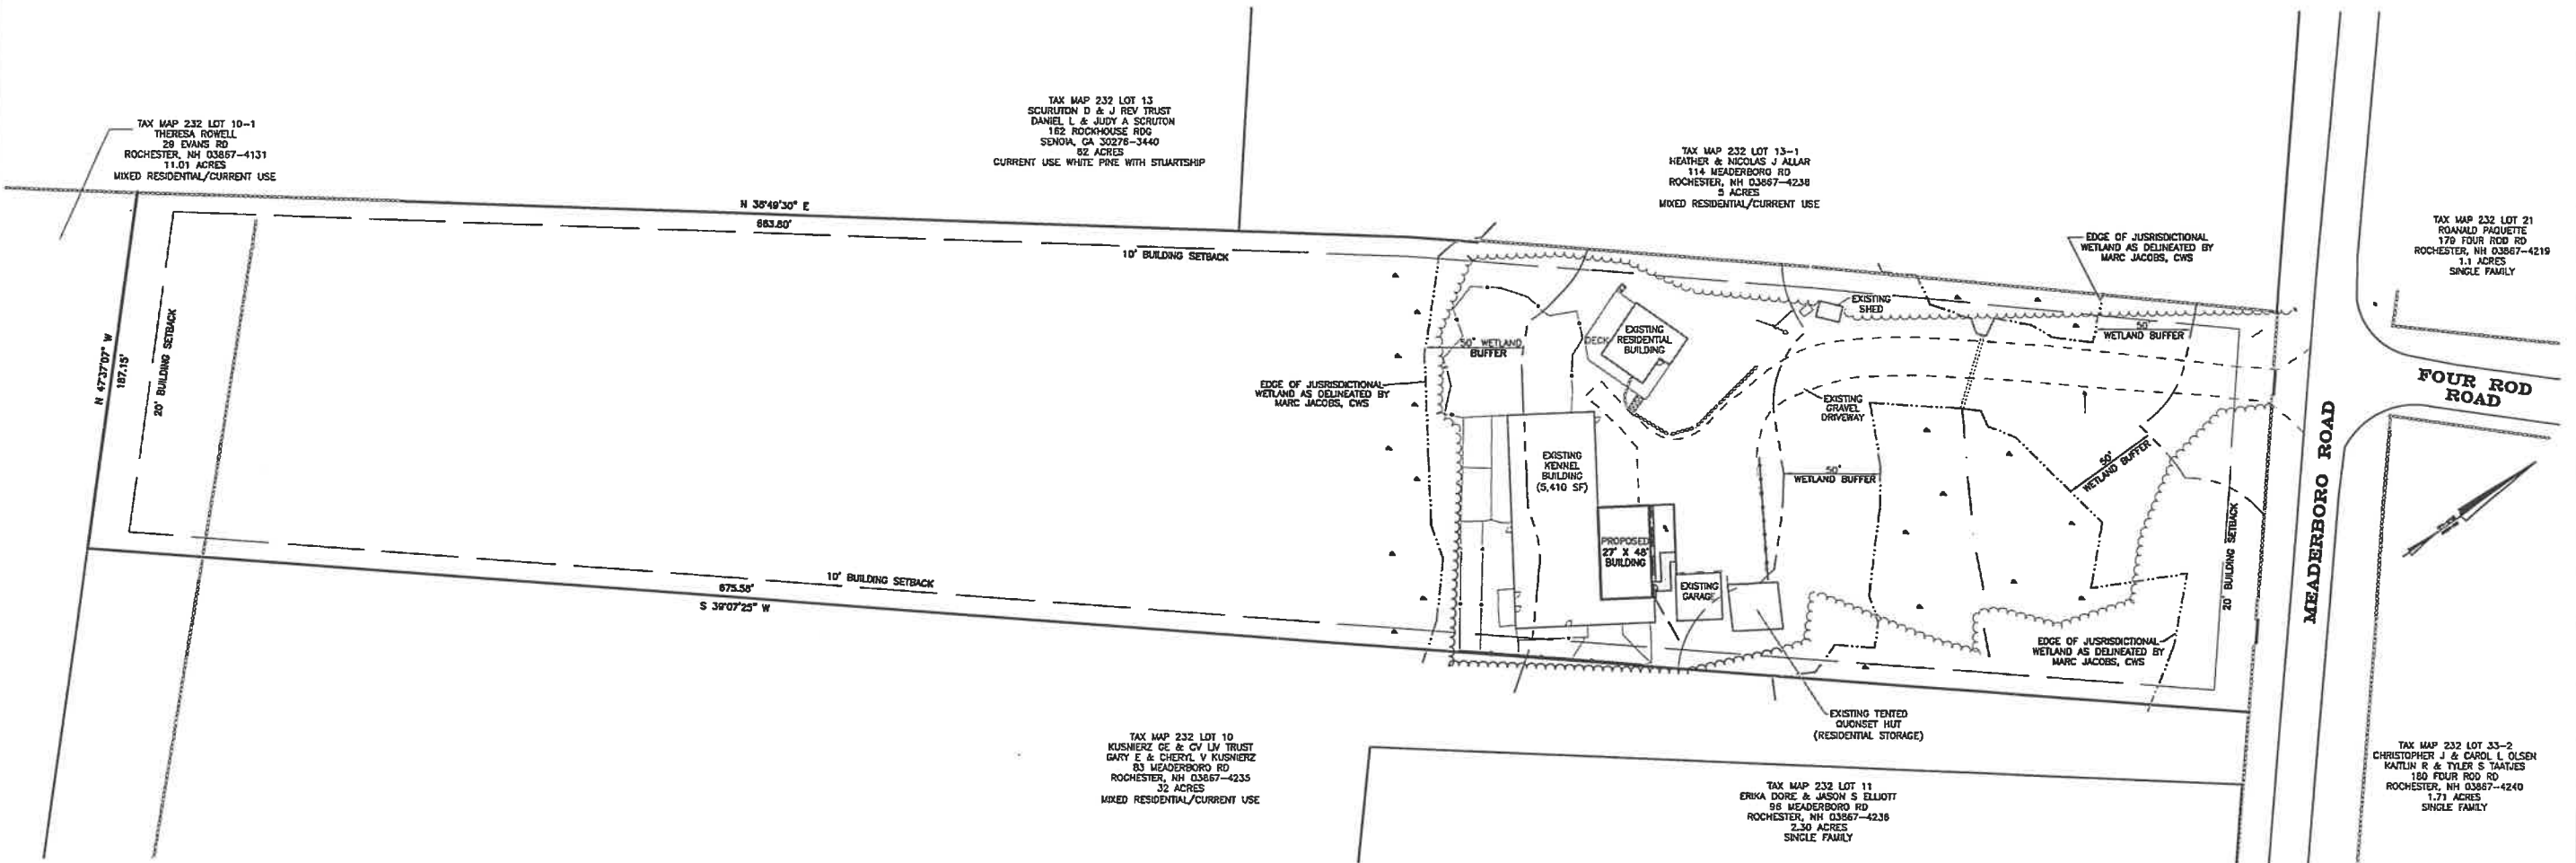 TAX MAP 232 LOT 10-1
THERESA ROWELL
29 EVANS RD
ROCHESTER, NH 03867-4131
11.01 ACRES
MIXED RESIDENTIAL/CURRENT USE
TAX MAP 232 LOT 13
SCURUTON D & J REV TRUST
DANIEL L & JUDY A SCRUTON
162 ROCKHOUSE RDG
SENOIA, GA 30276-3440
82 ACRES
CURRENT USE WHITE PINE WITH STUARTSHIP
TAX MAP 232 LOT 13-1
HEATHER & NICOLAS J ALLAR
114 MEADERBORO RD
ROCHESTER, NH 03867-4238
5 ACRES
MIXED RESIDENTIAL/CURRENT USE
TAX MAP 232 LOT 21
ROANALD PAQUETTE
179 FOUR ROD RD
ROCHESTER, NH 03867-4219
1.1 ACRES
SINGLE FAMILY
N 38°49'30" E
663.80'
10' BUILDING SETBACK
N 47°37'07" W
187.15'
20' BUILDING SETBACK
EDGE OF JUSRISDICTIONAL
WETLAND AS DELINEATED BY
MARC JACOBS, CWS
EXISTING
SHED
50'
WETLAND BUFFER
50' WETLAND
BUFFER
DECK
EXISTING
RESIDENTIAL
BUILDING
EDGE OF JUSRISDICTIONAL
WETLAND AS DELINEATED BY
MARC JACOBS, CWS
EXISTING
GRAVEL
DRIVEWAY
FOUR ROD
ROAD
MEADERBORO ROAD
EXISTING
KENNEL
BUILDING
(5,410 SF)
50'
WETLAND BUFFER
50'
WETLAND BUFFER
PROPOSED
27' X 48'
BUILDING
EXISTING
GARAGE
20' BUILDING SETBACK
10' BUILDING SETBACK
675.58'
S 39°07'25" W
EDGE OF JUSRISDICTIONAL
WETLAND AS DELINEATED BY
MARC JACOBS, CWS
EXISTING TENTED
QUONSET HUT
(RESIDENTIAL STORAGE)
TAX MAP 232 LOT 10
KUSNIERZ GE & CV LIV TRUST
GARY E & CHERYL V KUSNIERZ
83 MEADERBORO RD
ROCHESTER, NH 03867-4235
32 ACRES
MIXED RESIDENTIAL/CURRENT USE
TAX MAP 232 LOT 11
ERIKA DORE & JASON S ELLIOTT
96 MEADERBORO RD
ROCHESTER, NH 03867-4236
2.30 ACRES
SINGLE FAMILY
TAX MAP 232 LOT 33-2
CHRISTOPHER J & CAROL L OLSEN
KAITLIN R & TYLER S TAATJES
180 FOUR ROD RD
ROCHESTER, NH 03867-4240
1.71 ACRES
SINGLE FAMILY